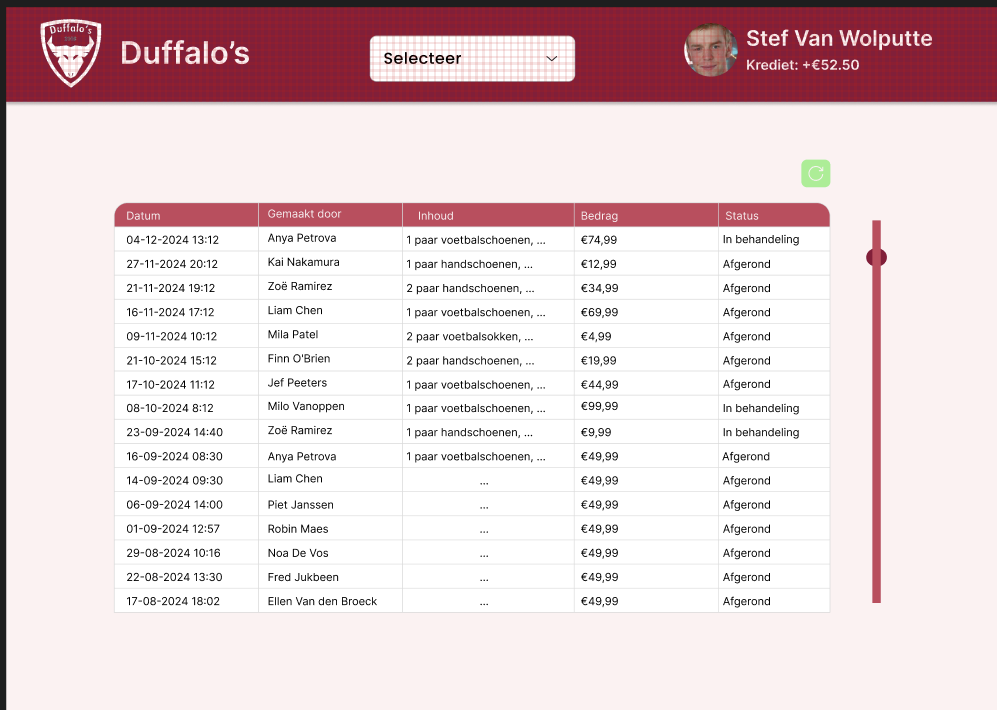 Duffalo's
Duffalo's
Selecteer
Stef Van Wolputte
Krediet: +€52.50
Datum Gemaakt door Inhoud Bedrag Status
04-12-2024 13:12 Anya Petrova 1 paar voetbalschoenen, ... €74,99 In behandeling
27-11-2024 20:12 Kai Nakamura 1 paar handschoenen, ... €12,99 Afgerond
21-11-2024 19:12 Zoë Ramirez 2 paar handschoenen, ... €34,99 Afgerond
16-11-2024 17:12 Liam Chen 1 paar voetbalschoenen, ... €69,99 Afgerond
09-11-2024 10:12 Mila Patel 2 paar voetbalsokken, ... €4,99 Afgerond
21-10-2024 15:12 Finn O'Brien 2 paar handschoenen, ... €19,99 Afgerond
17-10-2024 11:12 Jef Peeters 1 paar voetbalschoenen, ... €44,99 Afgerond
08-10-2024 8:12 Milo Vanoppen 1 paar voetbalschoenen, ... €99,99 In behandeling
23-09-2024 14:40 Zoë Ramirez 1 paar handschoenen, ... €9,99 In behandeling
16-09-2024 08:30 Anya Petrova 1 paar voetbalschoenen, ... €49,99 Afgerond
14-09-2024 09:30 Liam Chen ... €49,99 Afgerond
06-09-2024 14:00 Piet Janssen ... €49,99 Afgerond
01-09-2024 12:57 Robin Maes ... €49,99 Afgerond
29-08-2024 10:16 Noa De Vos ... €49,99 Afgerond
22-08-2024 13:30 Fred Jukbeen ... €49,99 Afgerond
17-08-2024 18:02 Ellen Van den Broeck ... €49,99 Afgerond